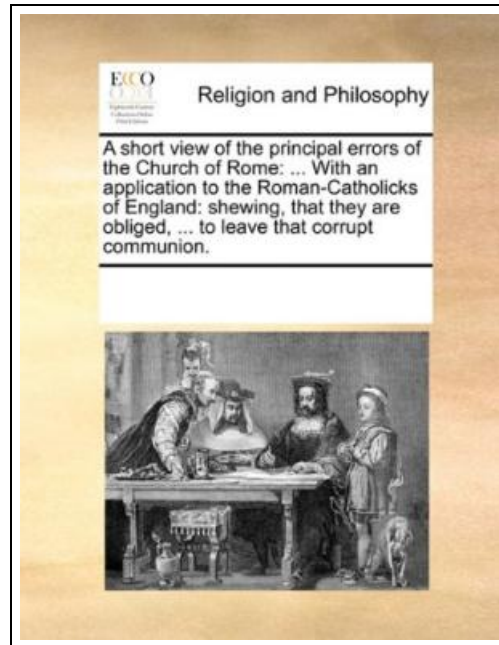 ECCO
Religion and Philosophy
A short view of the principal errors of
the Church of Rome: ... With an
application to the Roman-Catholicks
of England: shewing, that they are
obliged, ... to leave that corrupt
communion.